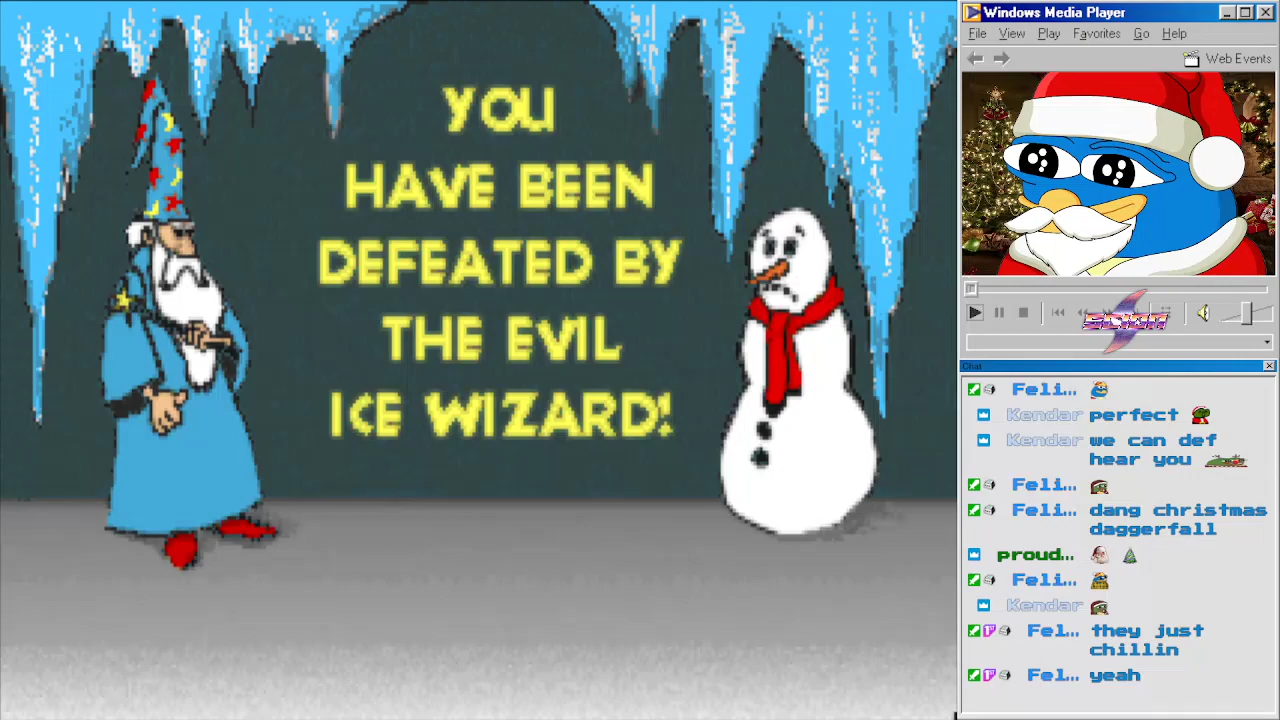 YOU
HAVE BEEN
DEFEATED BY
THE EVIL
ICE WIZARD!
Windows Media Player
File View Play Favorites Go Help
Web Events
Chat
Feli...
Kendar perfect
Kendar we can def
hear you
Feli...
Feli... dang christmas
daggerfall
proud...
Feli...
Kendar
Fel... they just
chillin
Fel... yeah